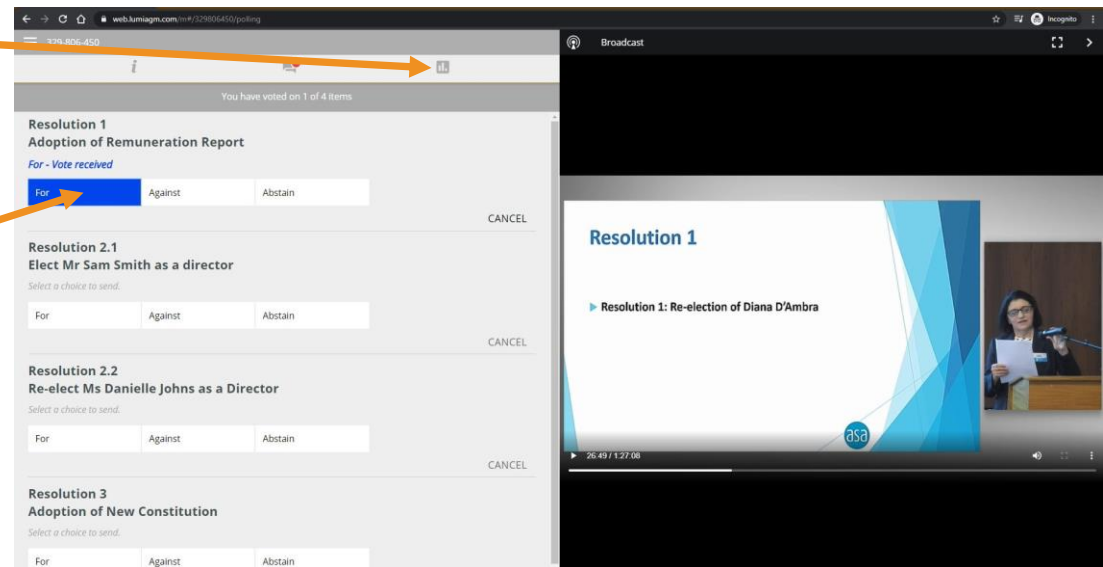 web.lumiagm.com/m#/329806450/polling
Incognito
329-806-450
Broadcast
i
You have voted on 1 of 4 items
Resolution 1
Adoption of Remuneration Report
For - Vote received
For Against Abstain
CANCEL
Resolution 2.1
Elect Mr Sam Smith as a director
Select a choice to send.
For Against Abstain
CANCEL
Resolution 2.2
Re-elect Ms Danielle Johns as a Director
Select a choice to send.
For Against Abstain
CANCEL
Resolution 3
Adoption of New Constitution
Select a choice to send.
For Against Abstain
Resolution 1
Resolution 1: Re-election of Diana D'Ambra
asa
26:49 / 1:27:08